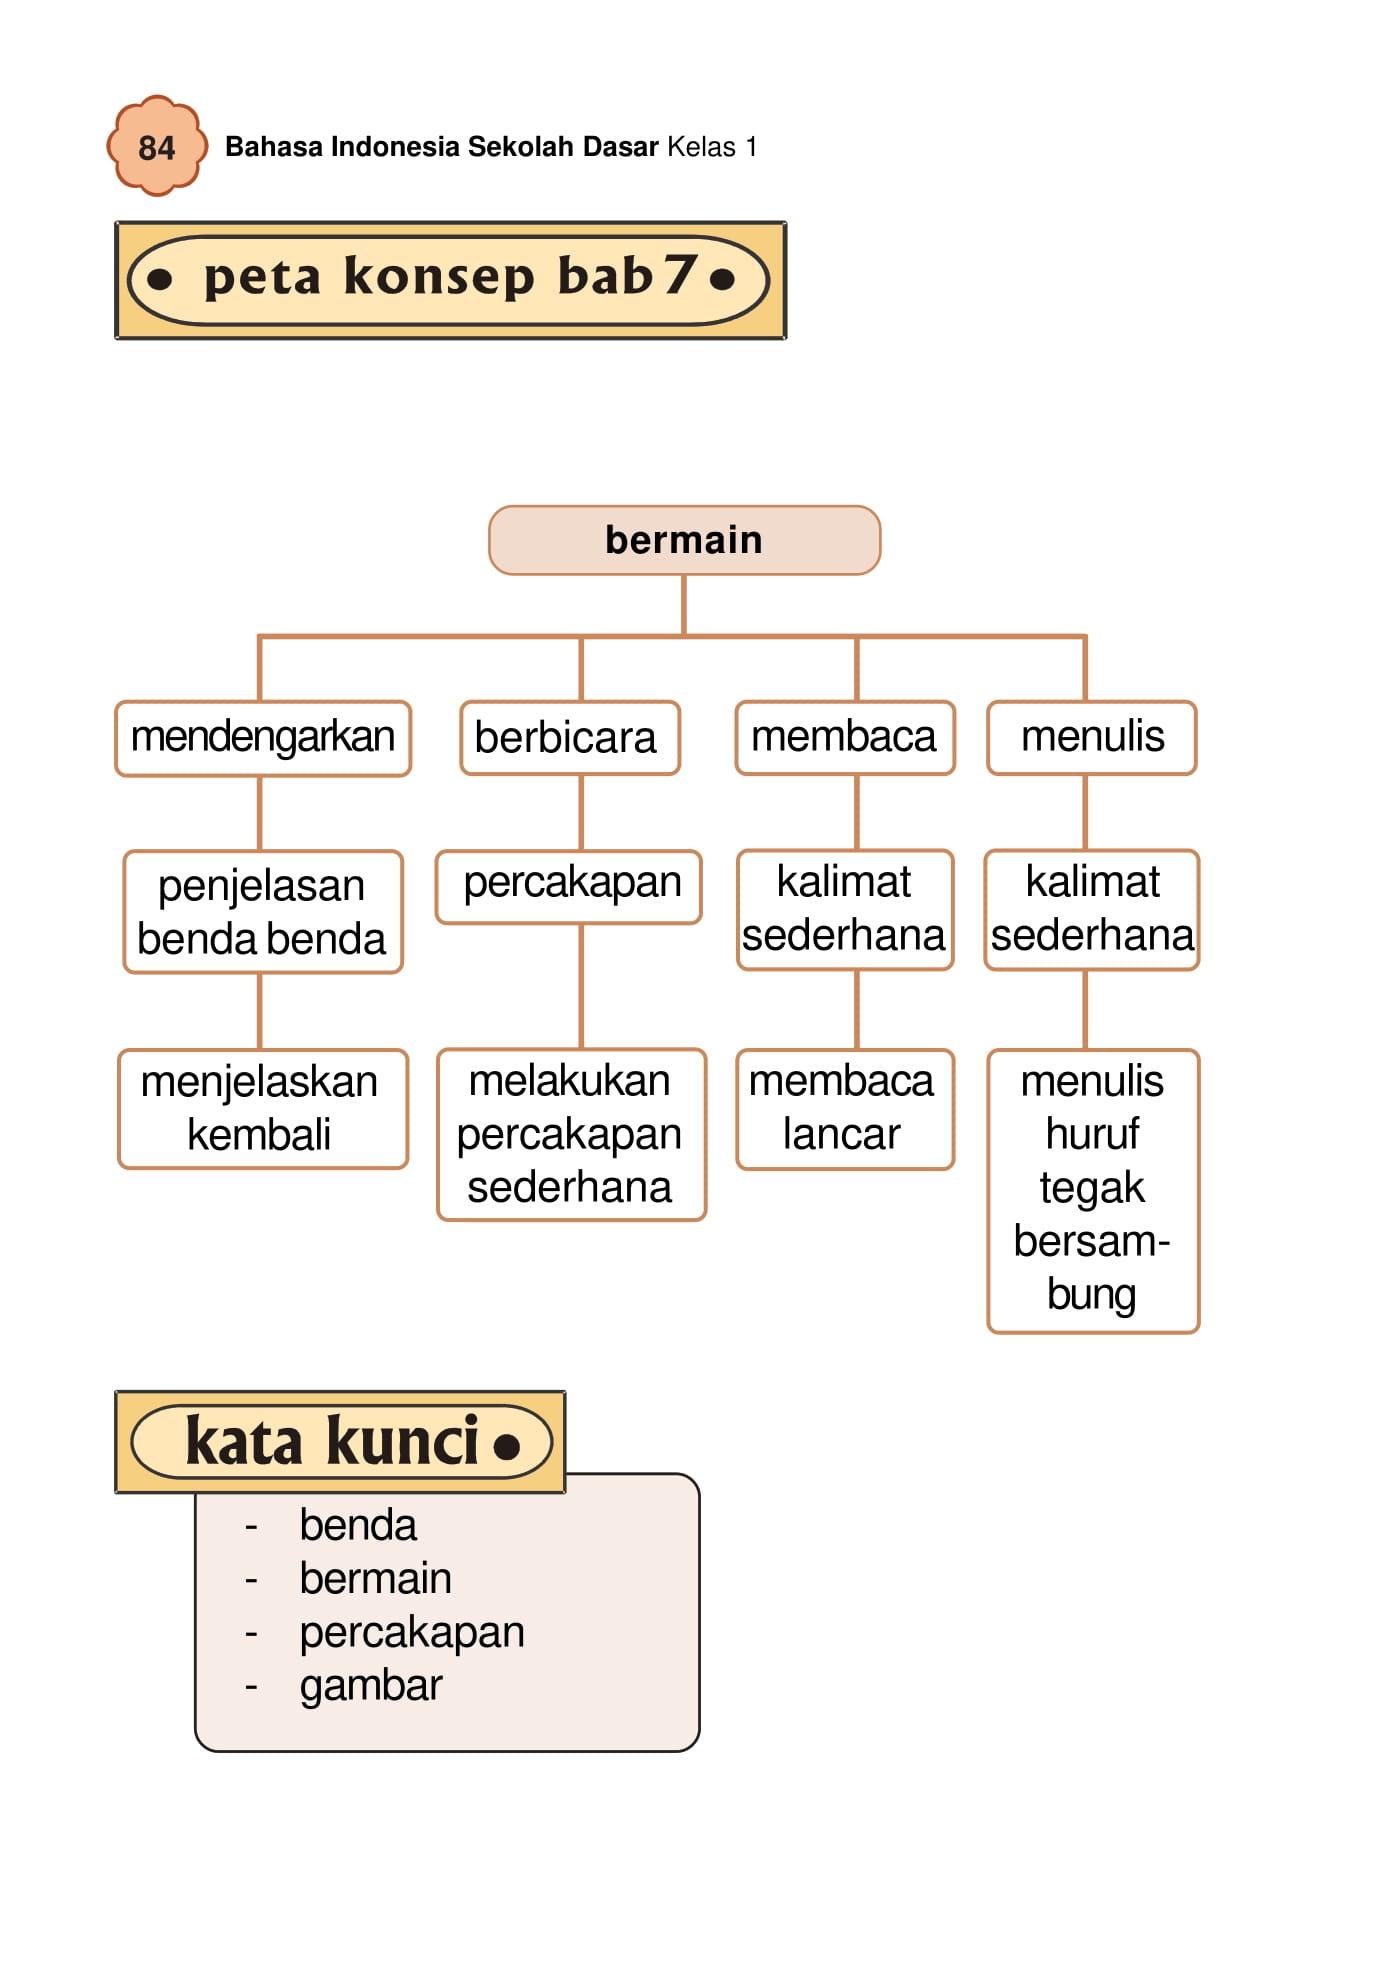 84
Bahasa Indonesia Sekolah Dasar Kelas 1
peta konsep bab 7
bermain
mendengarkan
berbicara
membaca
menulis
penjelasan
benda benda
percakapan
kalimat
sederhana
kalimat
sederhana
menjelaskan
kembali
melakukan
percakapan
sederhana
membaca
lancar
menulis
huruf
tegak
bersam-
bung
kata kunci
- benda
- bermain
- percakapan
- gambar